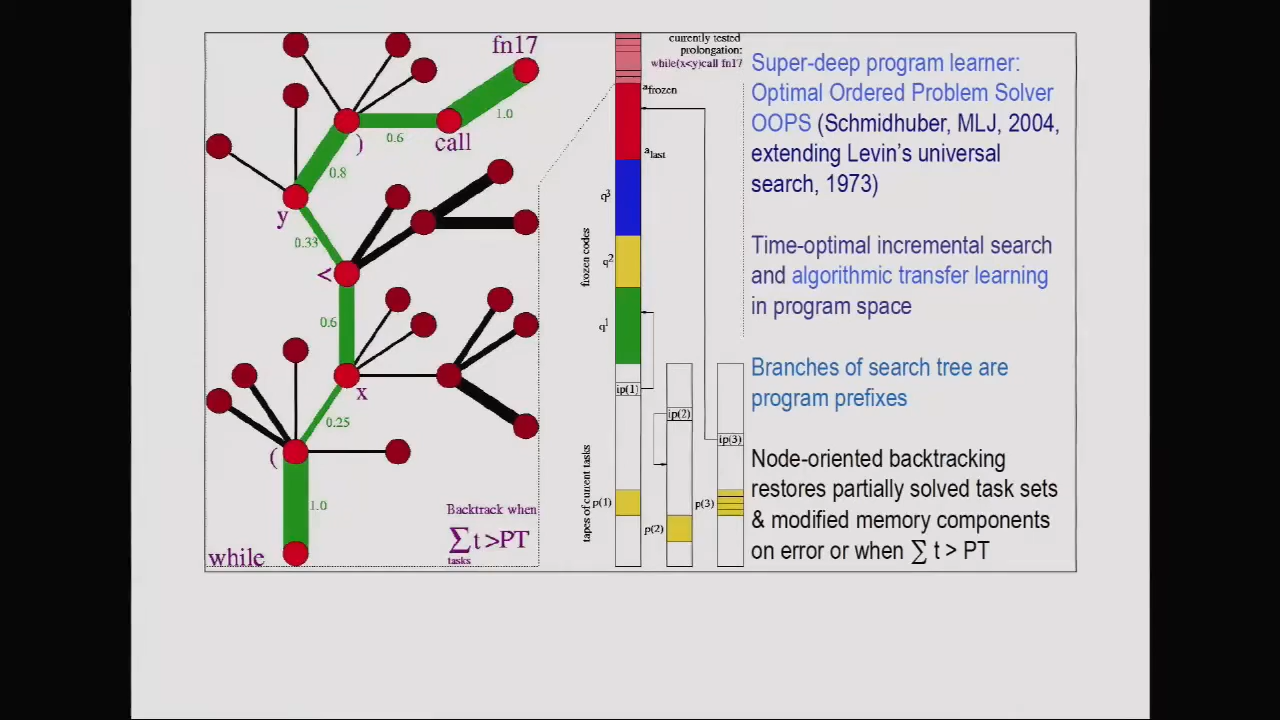 fn17
1.0
0.6
)
call
0.8
y
0.33
<
0.6
x
0.25
(
1.0
while
Backtrack when
∑ t >PT
tasks
currently tested
prolongation:
while(x<y)call fn17
a frozen
a last
q3
q2
q1
frozen codes
ip(1)
ip(2)
ip(3)
tapes of current tasks
p(1)
p(2)
p(3)
Super-deep program learner:
Optimal Ordered Problem Solver
OOPS (Schmidhuber, MLJ, 2004,
extending Levin's universal
search, 1973)
Time-optimal incremental search
and algorithmic transfer learning
in program space
Branches of search tree are
program prefixes
Node-oriented backtracking
restores partially solved task sets
& modified memory components
on error or when ∑ t > PT